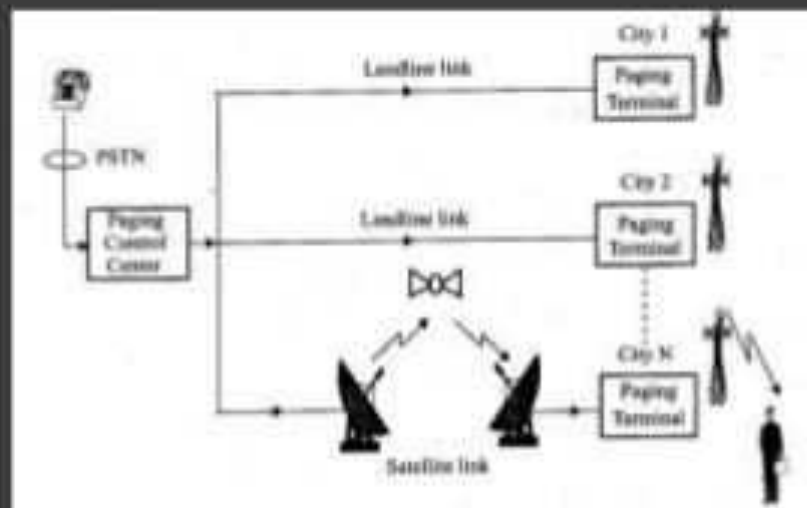 City 1
Landline link
Paging
Terminal
PSTN
City 2
Paging
Control
Center
Landline link
Paging
Terminal
City N
Paging
Terminal
Satellite link